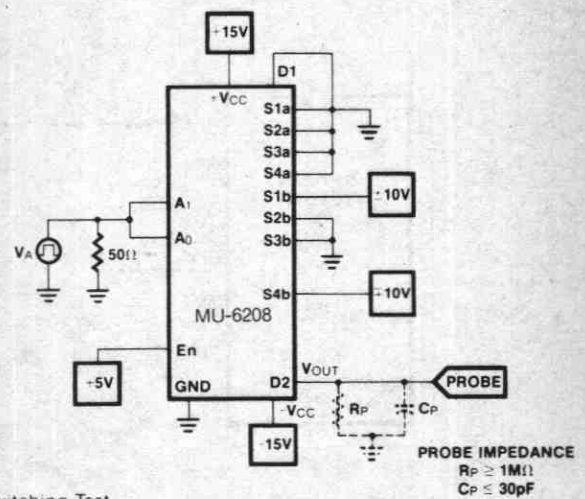 +15V
D1
+VCC
S1a
S2a
S3a
S4a
A1
±10V
S1b
S2b
VA
50Ω
A0
S3b
S4b
∓10V
MU-6208
En
VOUT
+5V
GND
D2
PROBE
-VCC
RP
CP
-15V
PROBE IMPEDANCE
RP ≥ 1MΩ
CP ≤ 30pF
Test